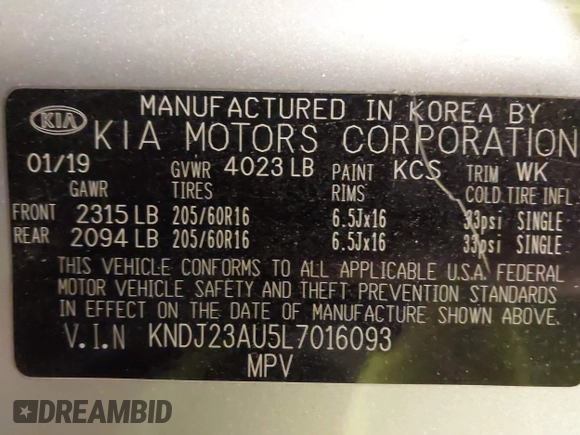 MANUFACTURED IN KOREA BY
KIA KIA MOTORS CORPORATION
01/19 GVWR 4023 LB PAINT KCS TRIM WK
GAWR TIRES RIMS COLD TIRE INFL
FRONT 2315 LB 205/60R16 6.5Jx16 33psi SINGLE
REAR 2094 LB 205/60R16 6.5Jx16 33psi SINGLE
THIS VEHICLE CONFORMS TO ALL APPLICABLE U.S.A. FEDERAL
MOTOR VEHICLE SAFETY AND THEFT PREVENTION STANDARDS
IN EFFECT ON THE DATE OF MANUFACTURE SHOWN ABOVE.
V.I.N KNDJ23AU5L7016093
MPV
DREAMBID